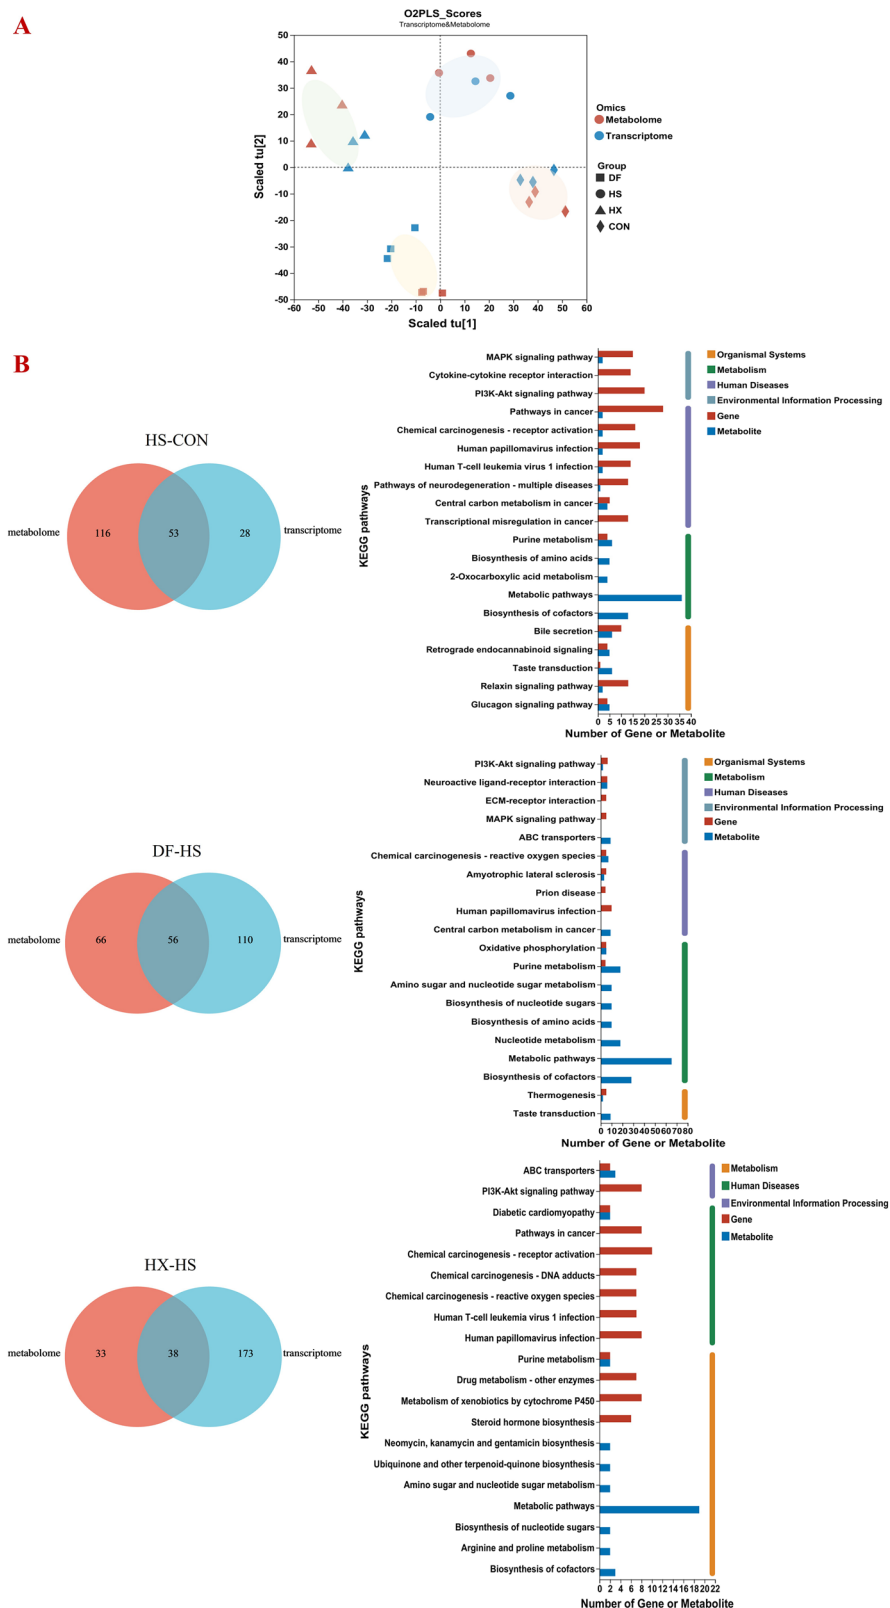 A
O2PLS_Scores
Transcriptome&Metabolome
50
40
30
20
10
0
-10
-20
-30
-40
-50
Scaled tu[2]
-60 -50 -40 -30 -20 -10 0 10 20 30 40 50 60
Scaled tu[1]
Omics
Metabolome
Transcriptome
Group
DF
HS
HX
CON
B
HS-CON
metabolome
116
53
28
transcriptome
KEGG pathways
MAPK signaling pathway
Cytokine-cytokine receptor interaction
PI3K-Akt signaling pathway
Pathways in cancer
Chemical carcinogenesis - receptor activation
Human papillomavirus infection
Human T-cell leukemia virus 1 infection
Pathways of neurodegeneration - multiple diseases
Central carbon metabolism in cancer
Transcriptional misregulation in cancer
Purine metabolism
Biosynthesis of amino acids
2-Oxocarboxylic acid metabolism
Metabolic pathways
Biosynthesis of cofactors
Bile secretion
Retrograde endocannabinoid signaling
Taste transduction
Relaxin signaling pathway
Glucagon signaling pathway
0 5 10 15 20 25 30 35 40
Number of Gene or Metabolite
Organismal Systems
Metabolism
Human Diseases
Environmental Information Processing
Gene
Metabolite
DF-HS
metabolome
66
56
110
transcriptome
KEGG pathways
PI3K-Akt signaling pathway
Neuroactive ligand-receptor interaction
ECM-receptor interaction
MAPK signaling pathway
ABC transporters
Chemical carcinogenesis - reactive oxygen species
Amyotrophic lateral sclerosis
Prion disease
Human papillomavirus infection
Central carbon metabolism in cancer
Oxidative phosphorylation
Purine metabolism
Amino sugar and nucleotide sugar metabolism
Biosynthesis of nucleotide sugars
Biosynthesis of amino acids
Nucleotide metabolism
Metabolic pathways
Biosynthesis of cofactors
Thermogenesis
Taste transduction
0 10 20 30 40 50 60 70 80
Number of Gene or Metabolite
Organismal Systems
Metabolism
Human Diseases
Environmental Information Processing
Gene
Metabolite
HX-HS
metabolome
33
38
173
transcriptome
KEGG pathways
ABC transporters
PI3K-Akt signaling pathway
Diabetic cardiomyopathy
Pathways in cancer
Chemical carcinogenesis - receptor activation
Chemical carcinogenesis - DNA adducts
Chemical carcinogenesis - reactive oxygen species
Human T-cell leukemia virus 1 infection
Human papillomavirus infection
Purine metabolism
Drug metabolism - other enzymes
Metabolism of xenobiotics by cytochrome P450
Steroid hormone biosynthesis
Neomycin, kanamycin and gentamicin biosynthesis
Ubiquinone and other terpenoid-quinone biosynthesis
Amino sugar and nucleotide sugar metabolism
Metabolic pathways
Biosynthesis of nucleotide sugars
Arginine and proline metabolism
Biosynthesis of cofactors
0 2 4 6 8 10 12 14 16 18 20 22
Number of Gene or Metabolite
Metabolism
Human Diseases
Environmental Information Processing
Gene
Metabolite